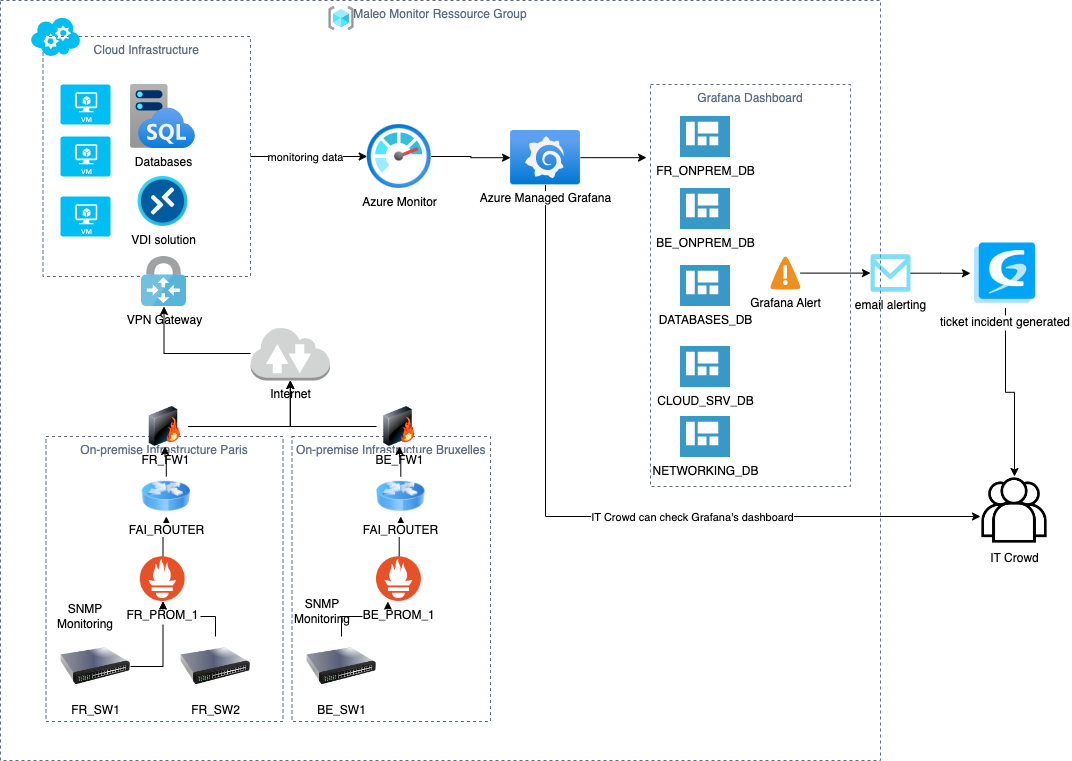 Maleo Monitor Ressource Group
Cloud Infrastructure
VM
VM
VM
SQL
Databases
VDI solution
VPN Gateway
monitoring data
Azure Monitor
Azure Managed Grafana
Grafana Dashboard
FR_ONPREM_DB
BE_ONPREM_DB
DATABASES_DB
CLOUD_SRV_DB
NETWORKING_DB
Grafana Alert
email alerting
ticket incident generated
IT Crowd can check Grafana's dashboard
IT Crowd
Internet
On-premise Infrastructure Paris
FR_FW1
FAI_ROUTER
FR_PROM_1
SNMP
Monitoring
FR_SW1
FR_SW2
On-premise Infrastructure Bruxelles
BE_FW1
FAI_ROUTER
BE_PROM_1
SNMP
Monitoring
BE_SW1